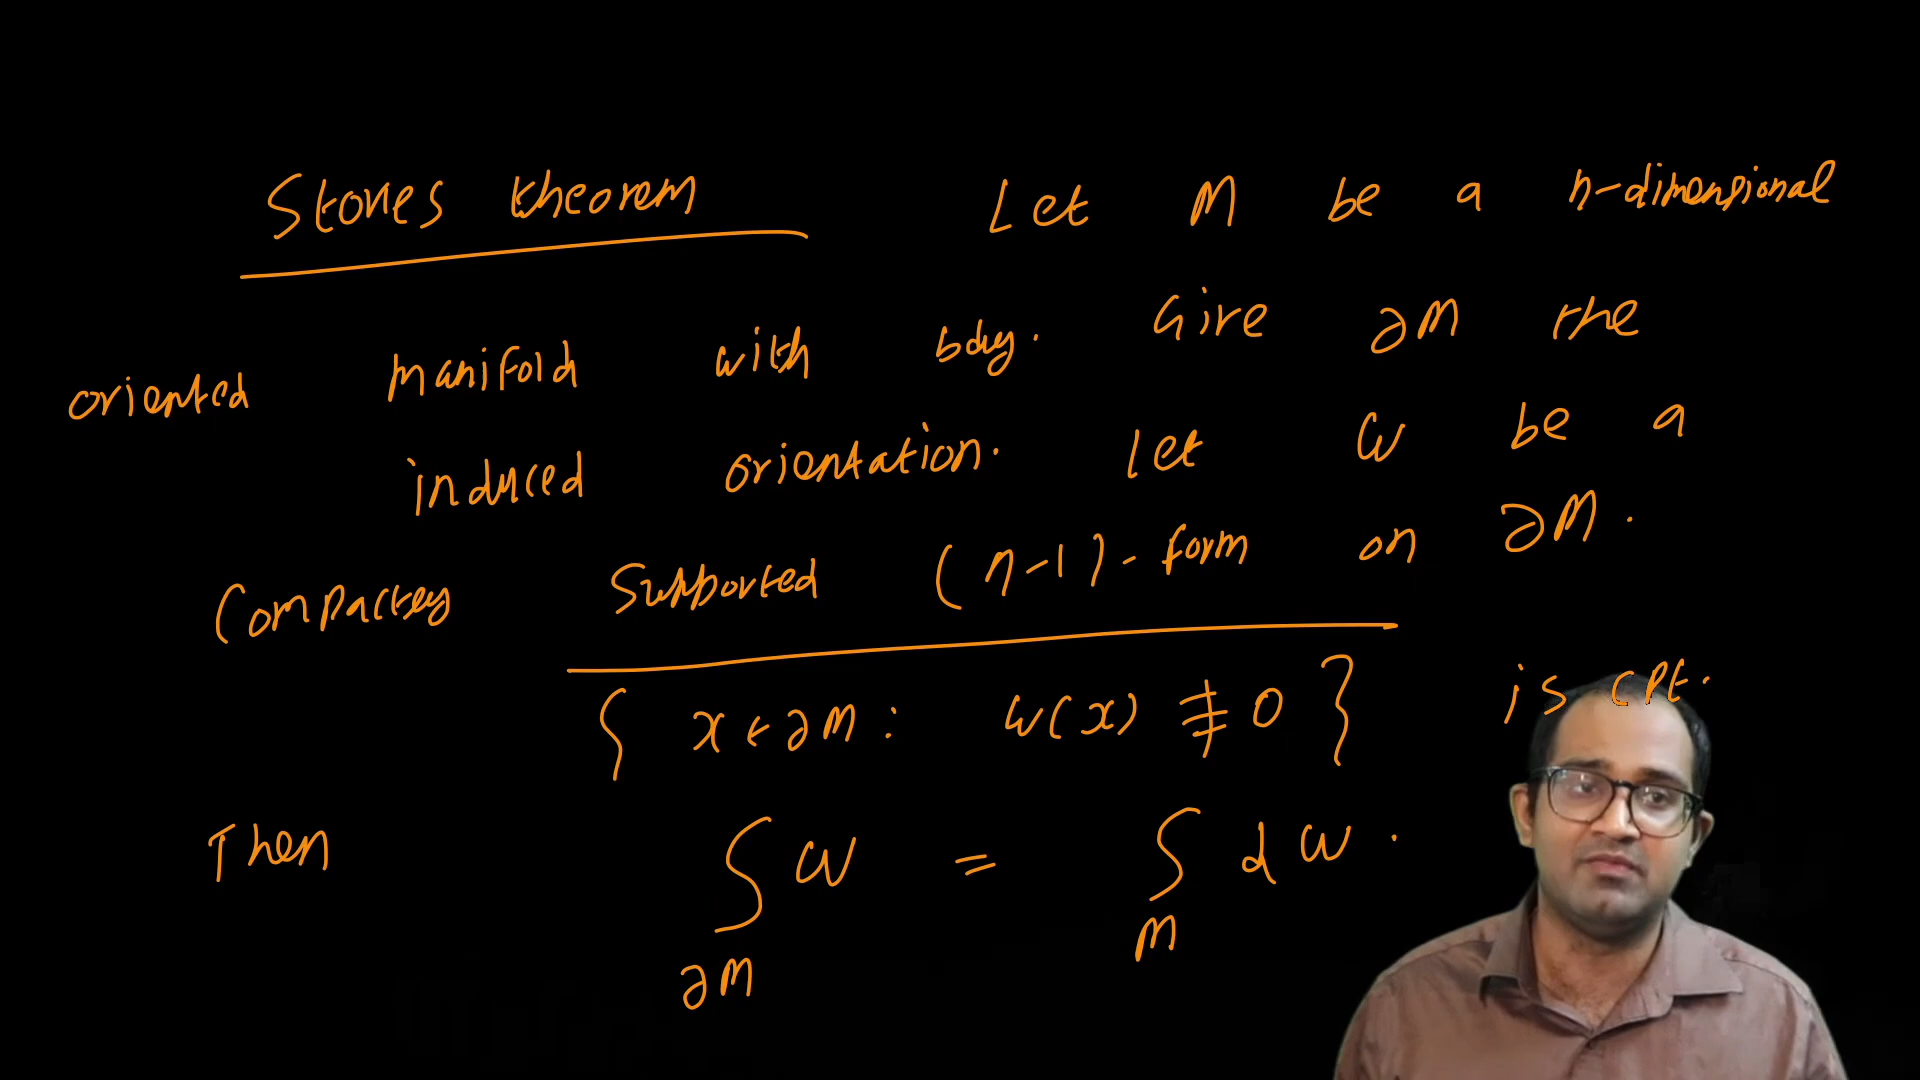 Stokes theorem Let M be a n-dimensional
oriented manifold with bdy. Give ∂M the
induced orientation. Let ω be a
compactly supported (n-1)-form on ∂M.
{ x ∈ ∂M : ω(x) ≠ 0 } is cpt.
Then ∫_{∂M} ω = ∫_M dω.